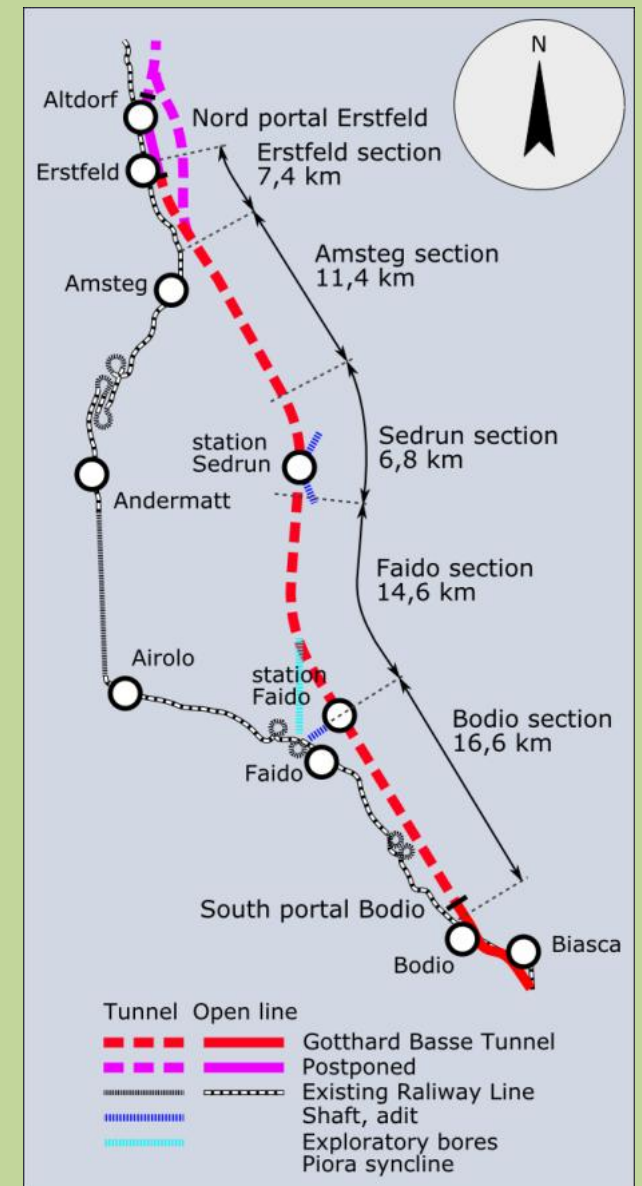 N
Altdorf
Nord portal Erstfeld
Erstfeld section
7,4 km
Erstfeld
Amsteg section
11,4 km
Amsteg
station
Sedrun
Sedrun section
6,8 km
Andermatt
Faido section
14,6 km
Airolo
station
Faido
Bodio section
16,6 km
Faido
South portal Bodio
Bodio
Biasca
Tunnel Open line
Gotthard Basse Tunnel
Postponed
Existing Raliway Line
Shaft, adit
Exploratory bores
Piora syncline